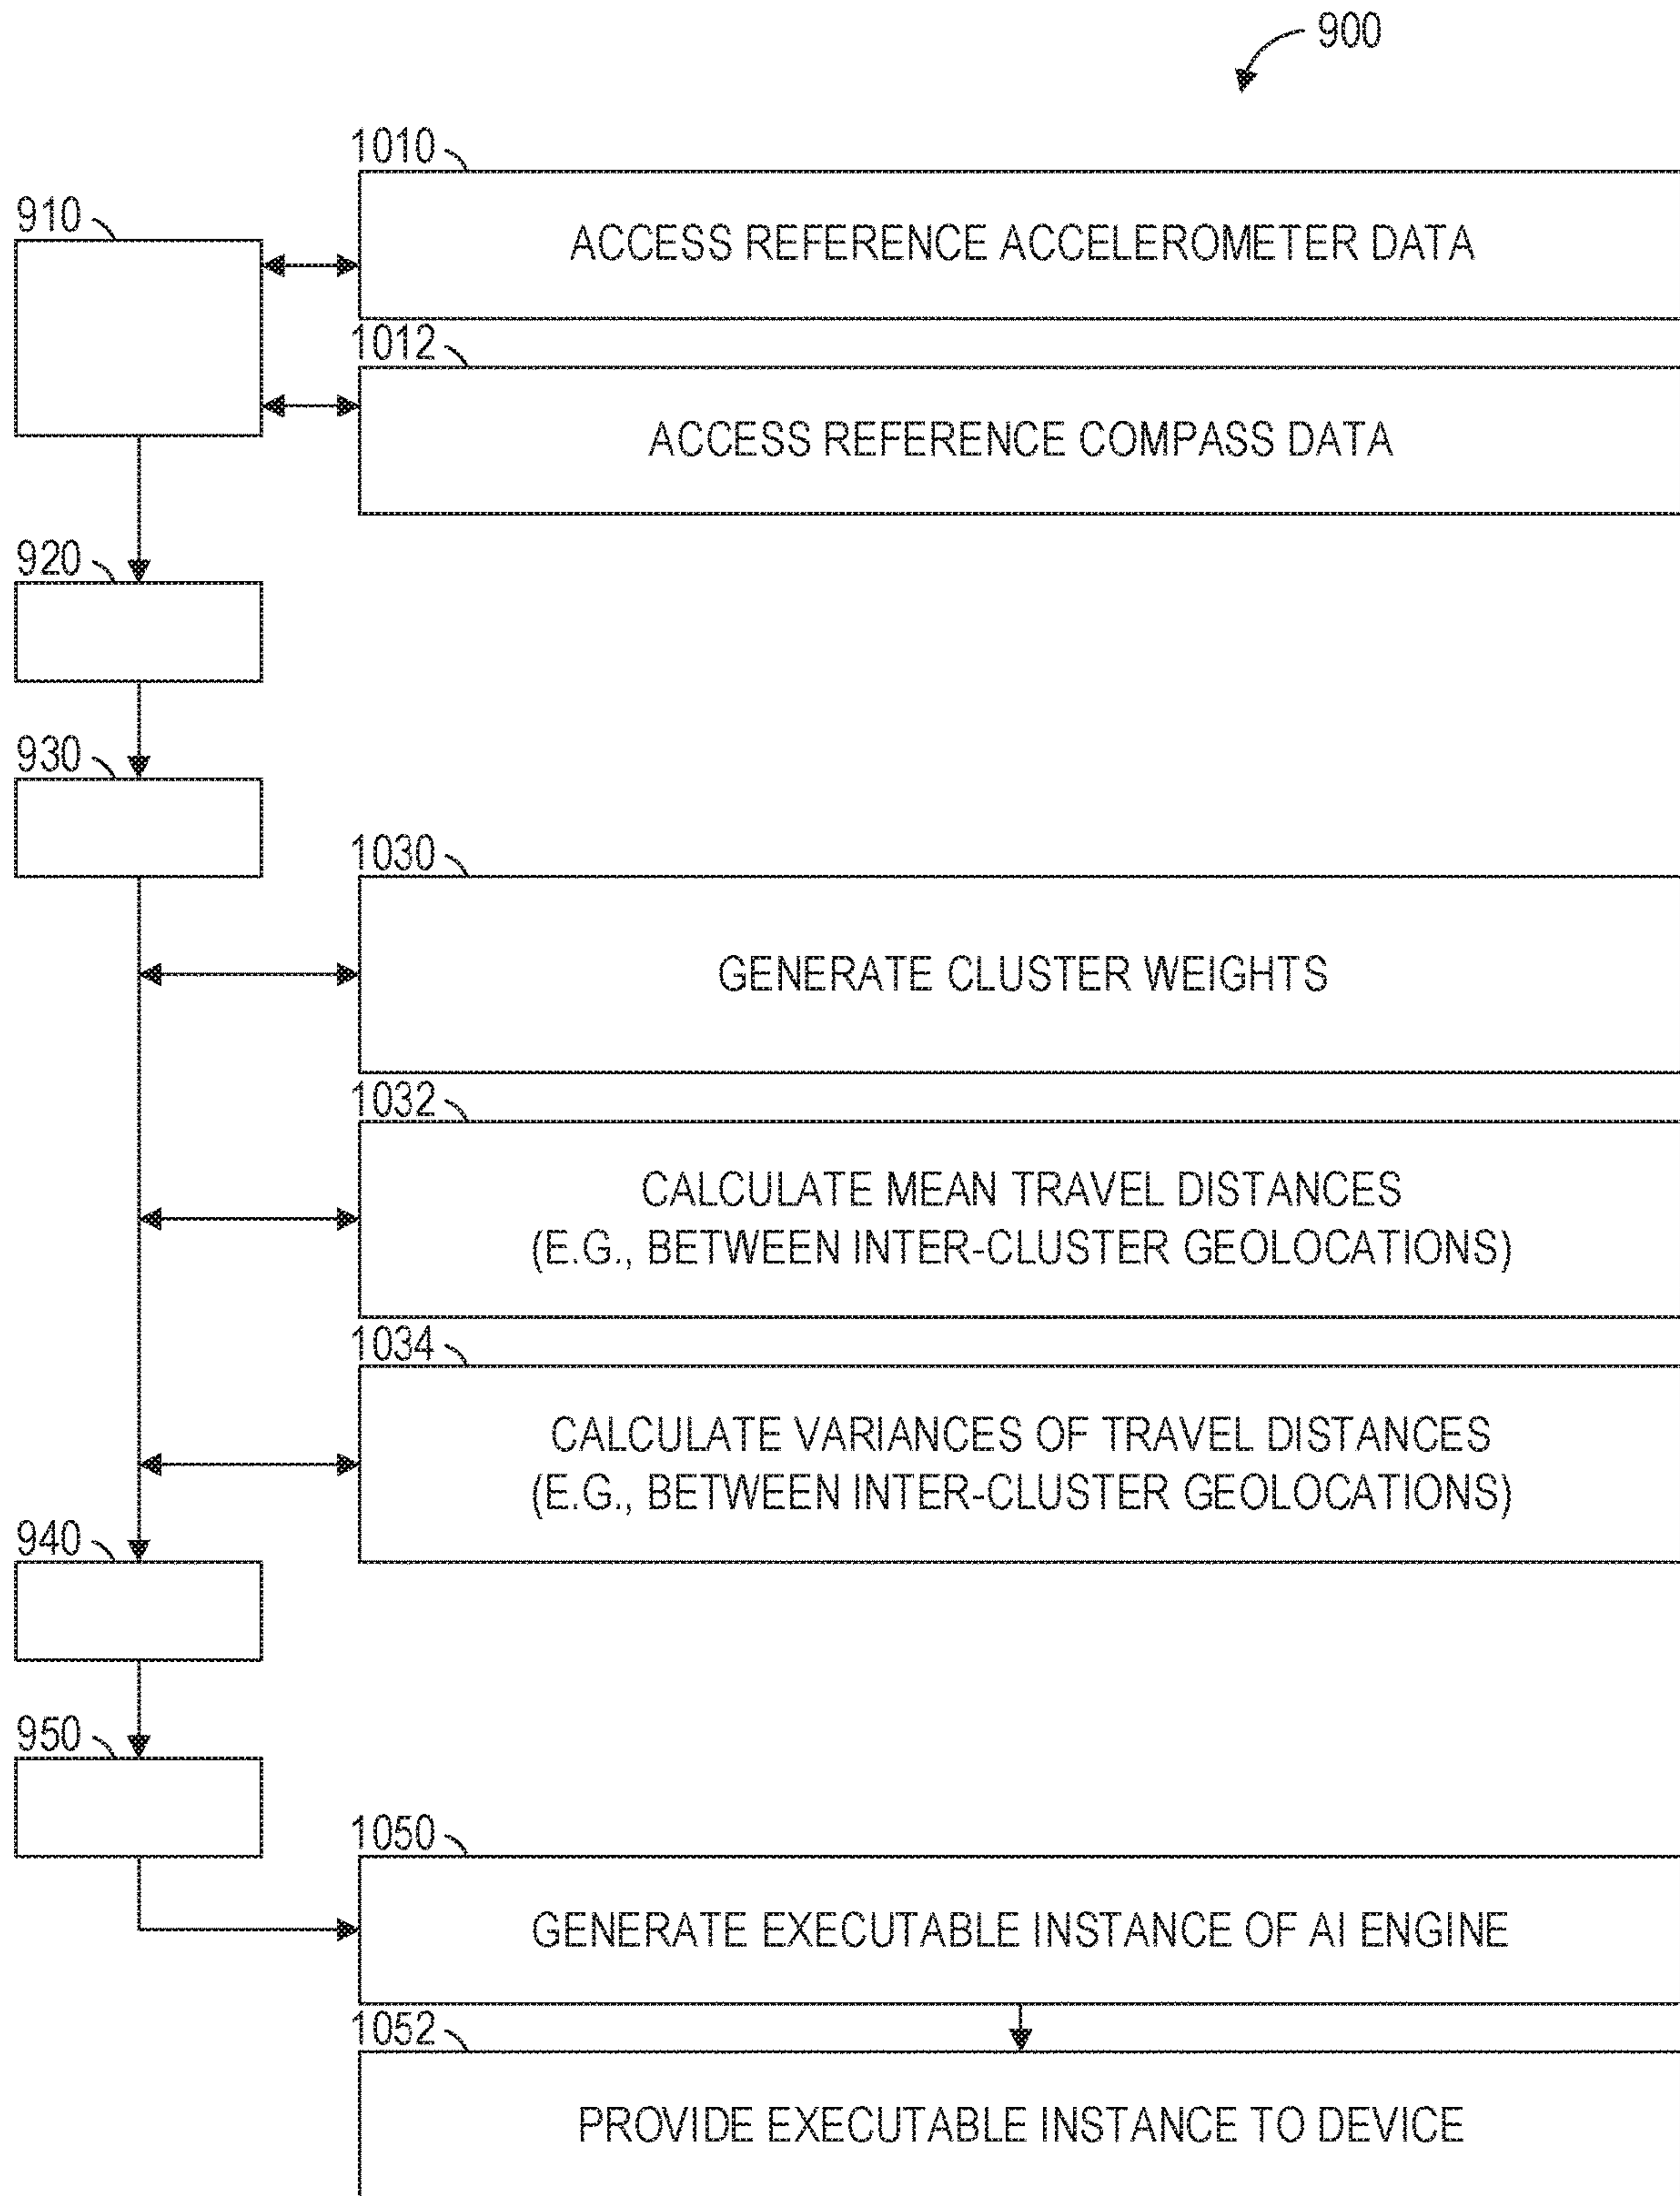 900
1010
910
ACCESS REFERENCE ACCELEROMETER DATA
1012
ACCESS REFERENCE COMPASS DATA
920
930
1030
GENERATE CLUSTER WEIGHTS
1032
CALCULATE MEAN TRAVEL DISTANCES
(E.G., BETWEEN INTER-CLUSTER GEOLOCATIONS)
1034
CALCULATE VARIANCES OF TRAVEL DISTANCES
(E.G., BETWEEN INTER-CLUSTER GEOLOCATIONS)
940
950
1050
GENERATE EXECUTABLE INSTANCE OF AI ENGINE
1052
PROVIDE EXECUTABLE INSTANCE TO DEVICE